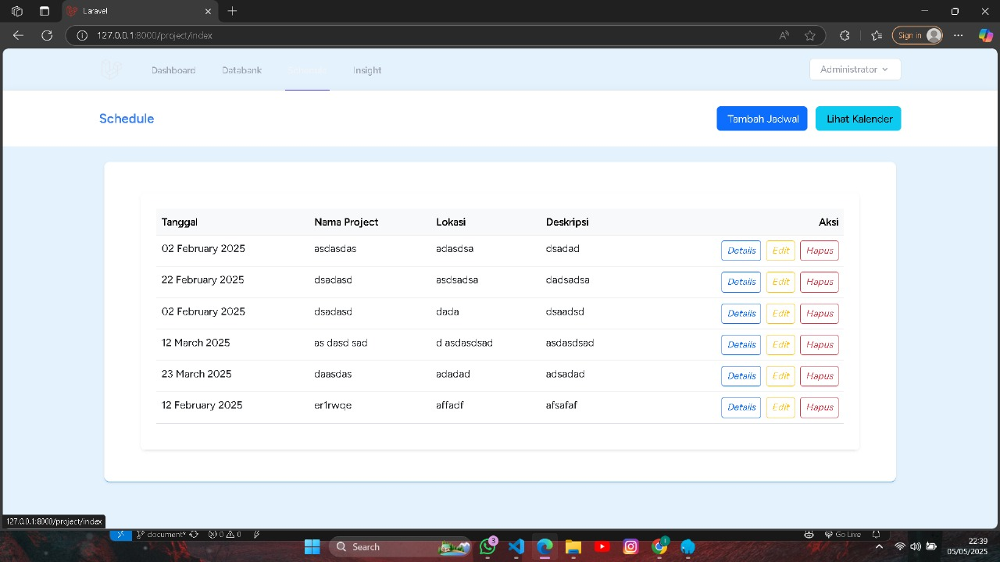 Laravel
127.0.0.1:8000/project/index
Sign in
Dashboard Databank Schedule Insight
Administrator
Schedule
Tambah Jadwal Lihat Kalender
Tanggal Nama Project Lokasi Deskripsi Aksi
02 February 2025 asdasdas adasdsa dsadad Details Edit Hapus
22 February 2025 dsadasd asdsadsa dadsadsa Details Edit Hapus
02 February 2025 dsadasd dada dsaadsd Details Edit Hapus
12 March 2025 as dasd sad d asdasdsad asdasdsad Details Edit Hapus
23 March 2025 daasdas adadad adsadad Details Edit Hapus
12 February 2025 er1rwqe affadf afsafaf Details Edit Hapus
127.0.0.1:8000/project/index
document* 0 0 Go Live
Search
3
1
22:39
05/05/2025